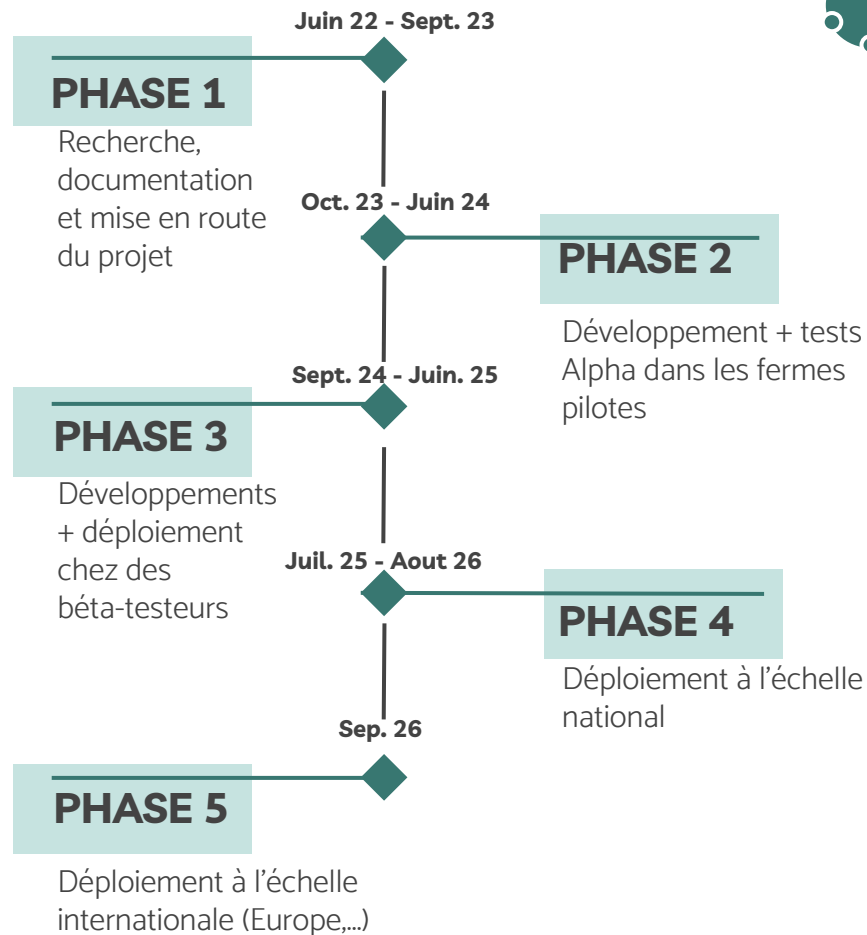 Juin 22 - Sept. 23
PHASE 1
Recherche,
documentation
et mise en route
du projet
Oct. 23 - Juin 24
PHASE 2
Développement + tests
Alpha dans les fermes
pilotes
Sept. 24 - Juin. 25
PHASE 3
Développements
+ déploiement
chez des
béta-testeurs
Juil. 25 - Aout 26
PHASE 4
Déploiement à l’échelle
national
Sep. 26
PHASE 5
Déploiement à l’échelle
internationale (Europe,...)